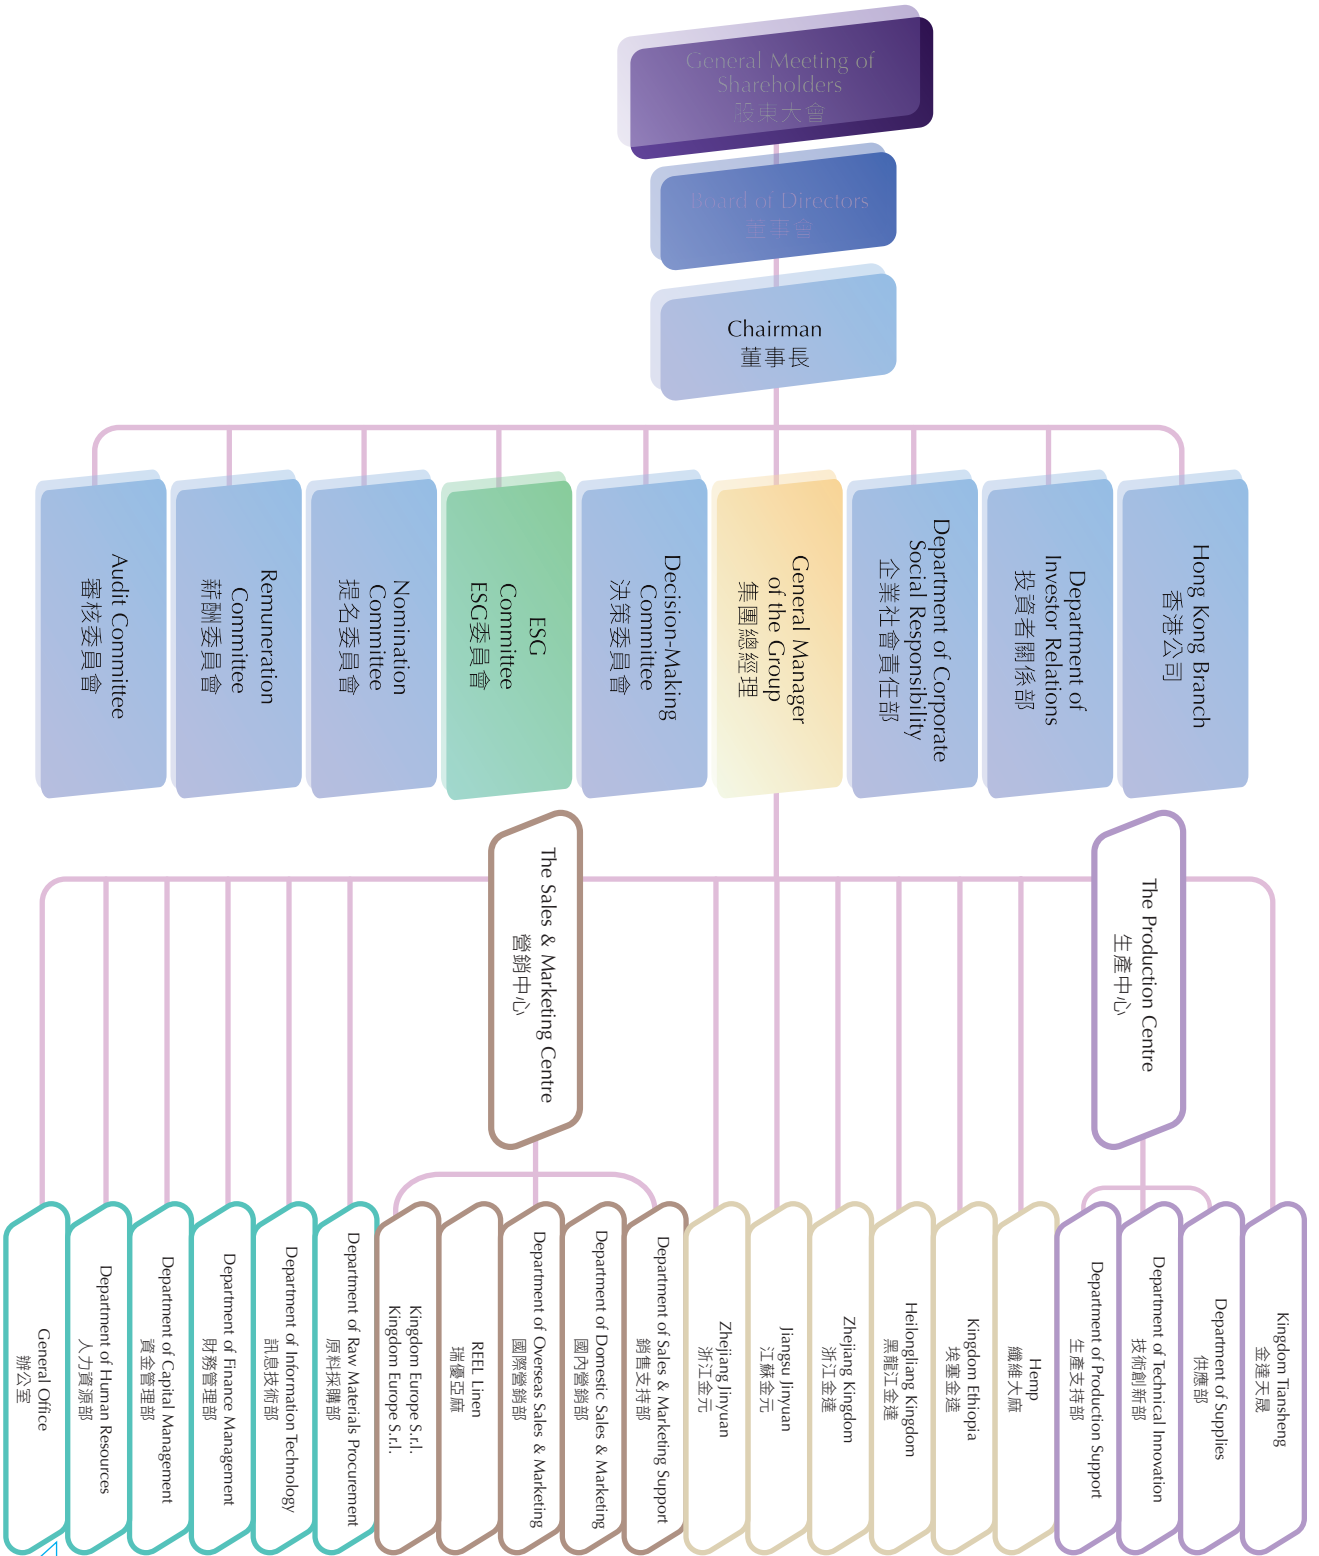 General Meeting of
Shareholders
股東大會
Board of Directors
董事會
Chairman
董事長
Audit Committee
審核委員會
Remuneration
Committee
薪酬委員會
Nomination
Committee
提名委員會
ESG
Committee
ESG委員會
Decision-Making
Committee
決策委員會
General Manager
of the Group
集團總經理
Department of Corporate
Social Responsibility
企業社會責任部
Department of
Investor Relations
投資者關係部
Hong Kong Branch
香港公司
The Sales & Marketing Centre
營銷中心
The Production Centre
生產中心
General Office
辦公室
Department of Human Resources
人力資源部
Department of Capital Management
資金管理部
Department of Finance Management
財務管理部
Department of Information Technology
訊息技術部
Department of Raw Materials Procurement
原料採購部
Kingdom Europe S.r.l.
Kingdom Europe S.r.l.
REEL Linen
瑞優亞麻
Department of Overseas Sales & Marketing
國際營銷部
Department of Domestic Sales & Marketing
國內營銷部
Department of Sales & Marketing Support
銷售支持部
Zhejiang Jinyuan
浙江金元
Jiangsu Jinyuan
江蘇金元
Zhejiang Kingdom
浙江金達
Heilongliang Kingdom
黑龍江金達
Kingdom Ethiopia
埃塞金達
Hemp
纖維大麻
Department of Production Support
生產支持部
Department of Technical Innovation
技術創新部
Department of Supplies
供應部
Kingdom Tiansheng
金達天晟